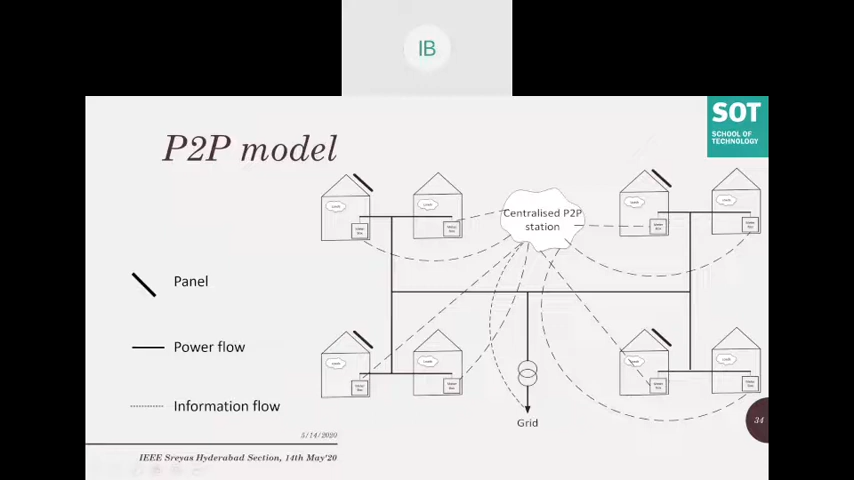 IB
SOT
SCHOOL OF
TECHNOLOGY
P2P model
Centralised P2P
station
Panel
Power flow
Information flow
Grid
34
5/14/2020
IEEE Sreyas Hyderabad Section, 14th May'20